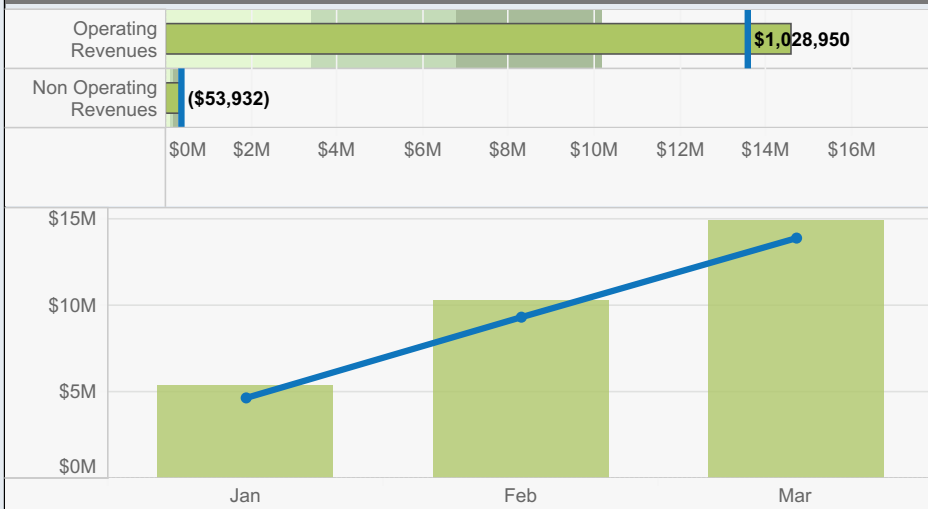 Operating
Revenues
$1,028,950
Non Operating
Revenues
($53,932)
$0M $2M $4M $6M $8M $10M $12M $14M $16M
$15M
$10M
$5M
$0M
Jan Feb Mar